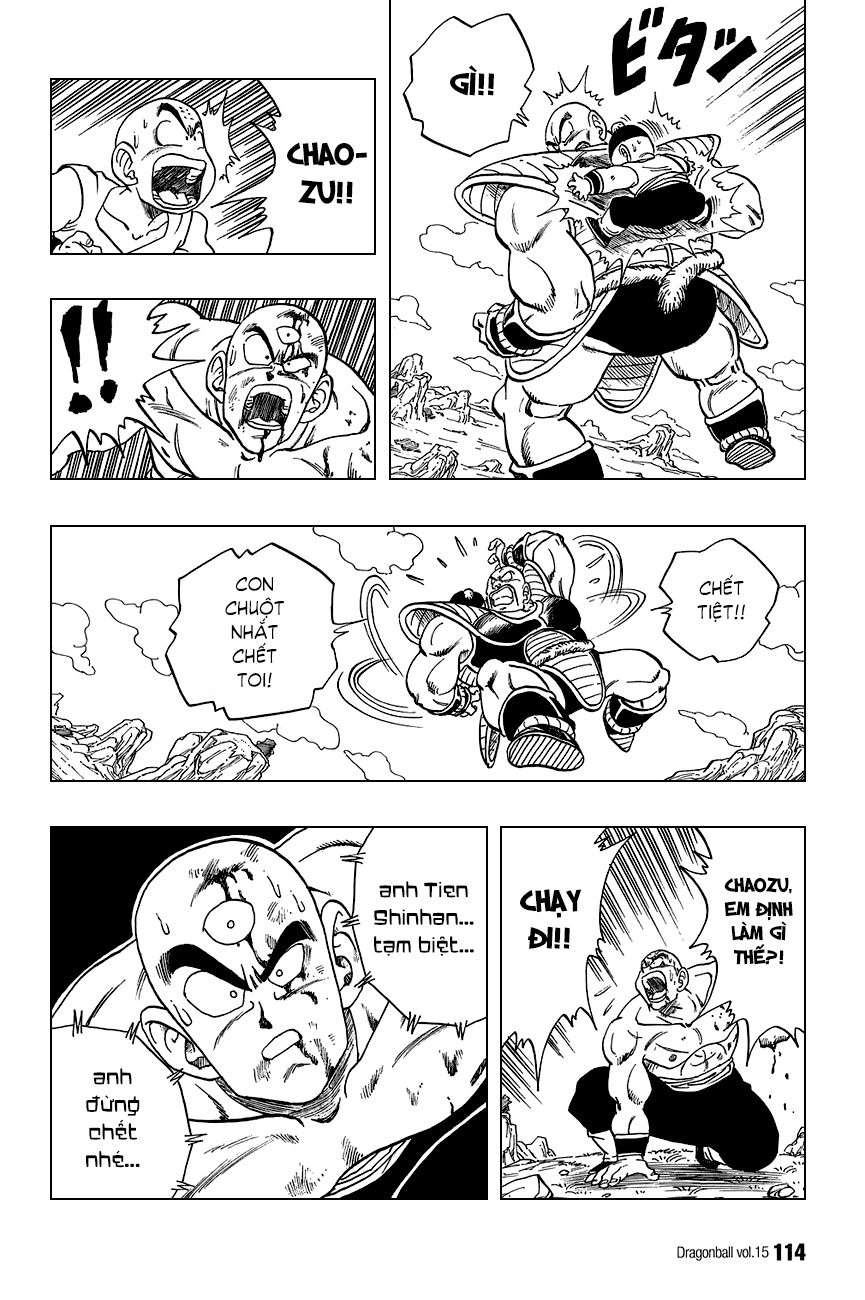 ビタッ
GÌ!!
CHAO-
ZU!!
!!
CHẾT
TIỆT!!
CON
CHUỘT
NHẮT
CHẾT
TOI!
CHAOZU,
EM ĐỊNH
LÀM GÌ
THẾ?!
CHẠY
ĐI!!
anh Tien
Shinhan...
tạm biệt...
anh
đừng
chết
nhé...
Dragonball vol.15 114